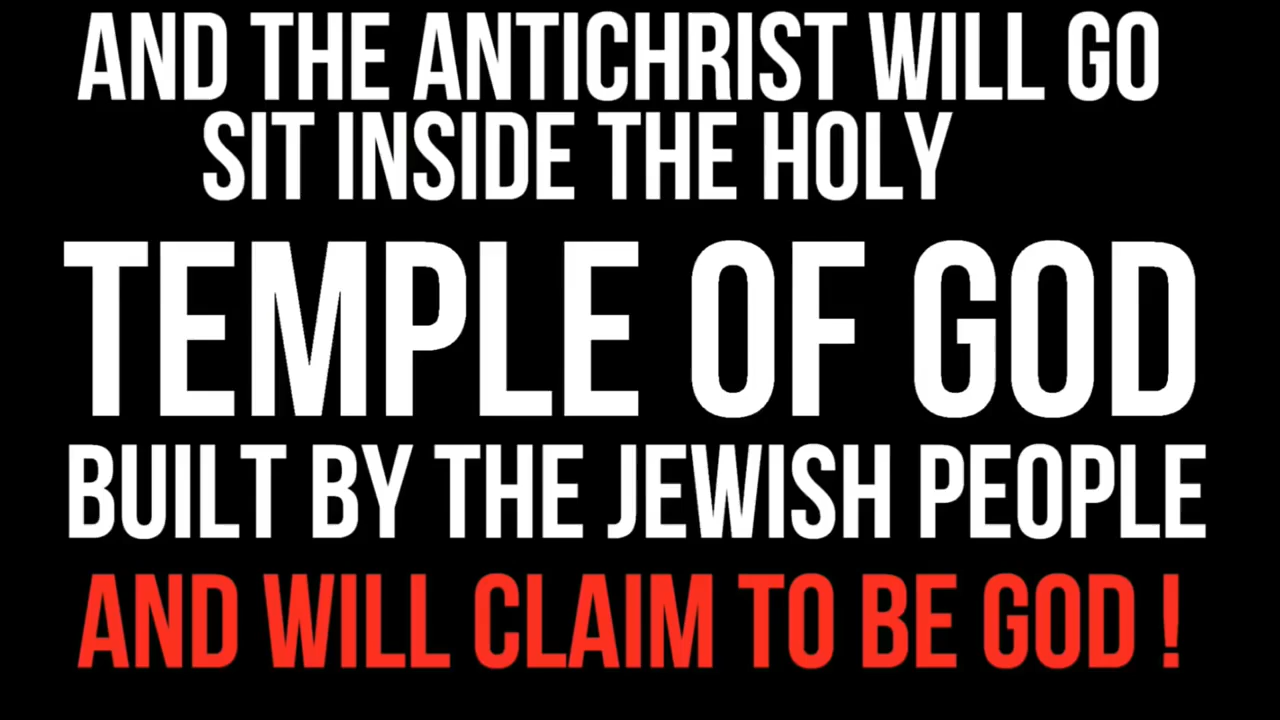 AND THE ANTICHRIST WILL GO
SIT INSIDE THE HOLY
TEMPLE OF GOD
BUILT BY THE JEWISH PEOPLE
AND WILL CLAIM TO BE GOD !